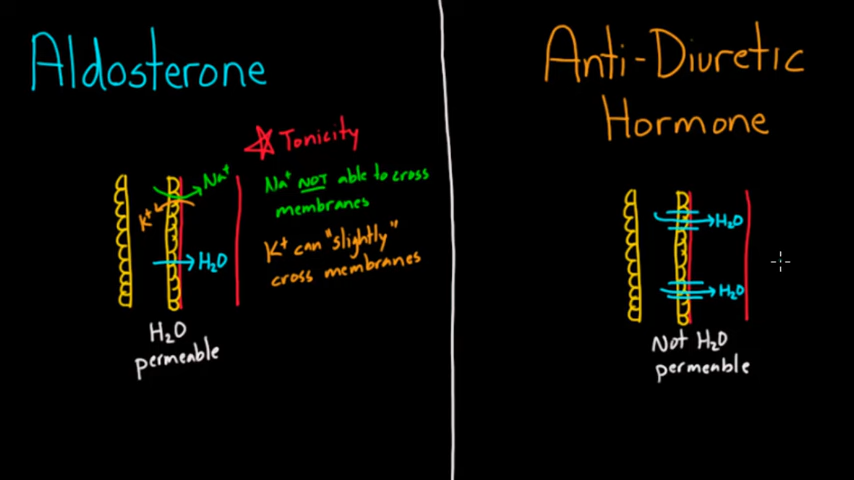 Aldosterone
Tonicity
Na+ NOT able to cross
membranes
K+ can "slightly"
cross membranes
Na+
K+
H2O
H2O
permeable
Anti-Diuretic
Hormone
H2O
H2O
Not H2O
permeable